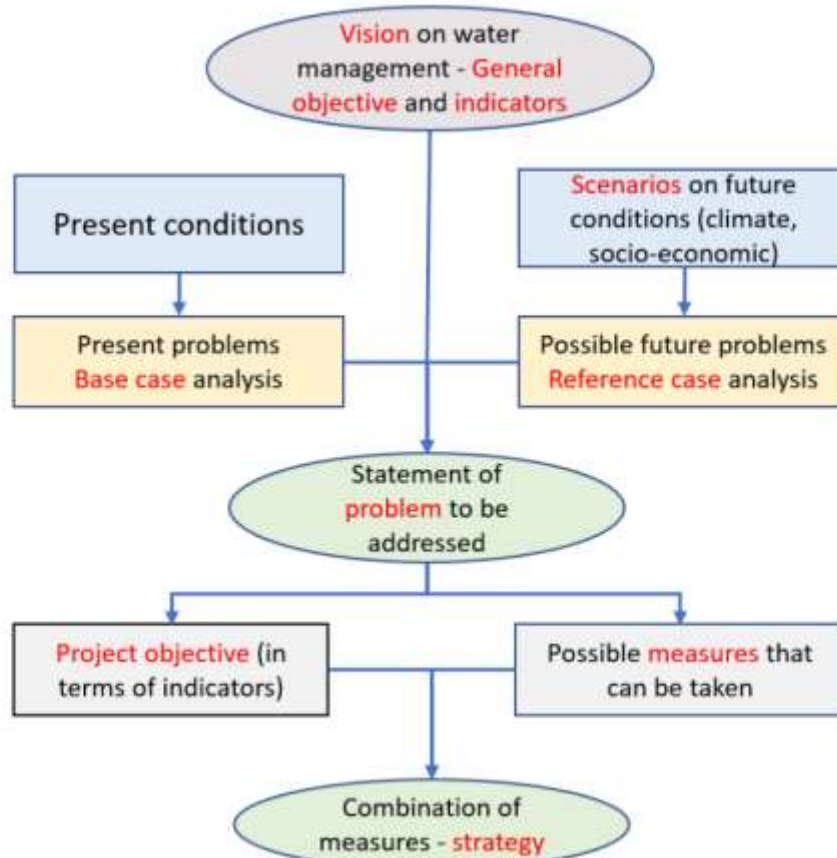 Vision on water
management - General
objective and indicators
Present conditions
Scenarios on future
conditions (climate,
socio-economic)
Present problems
Base case analysis
Possible future problems
Reference case analysis
Statement of
problem to be
addressed
Project objective (in
terms of indicators)
Possible measures that
can be taken
Combination of
measures - strategy